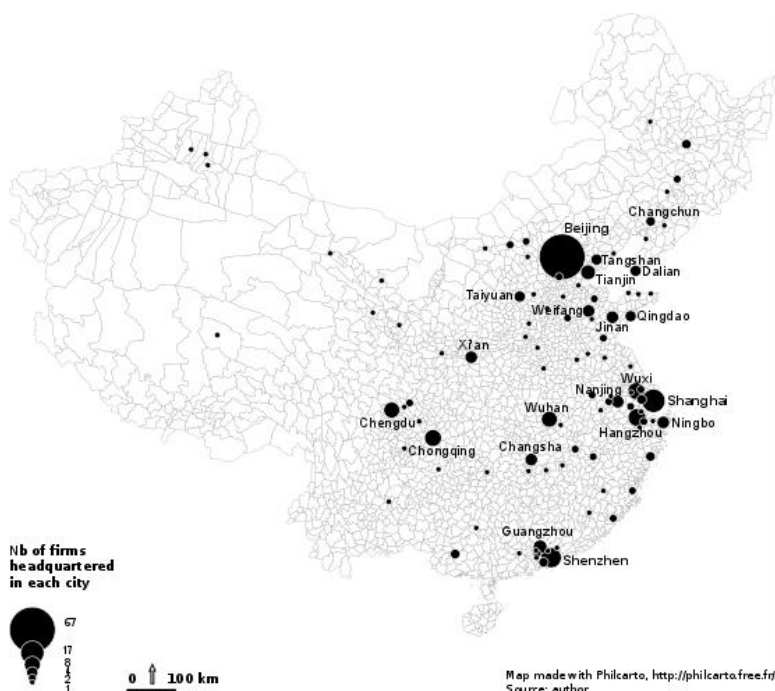 Changchun
Beijing
Tangshan
Dalian
Tianjin
Taiyuan
Weifang
Qingdao
Jinan
Xi'an
Wuxi
Nanjing
Shanghai
Chengdu
Wuhan
Ningbo
Hangzhou
Chongqing
Changsha
Guangzhou
Shenzhen
Nb of firms
headquartered
in each city
67
17
8
2
1
0 100 km
Map made with Philcarto, http://philcarto.free.fr/
Source: author